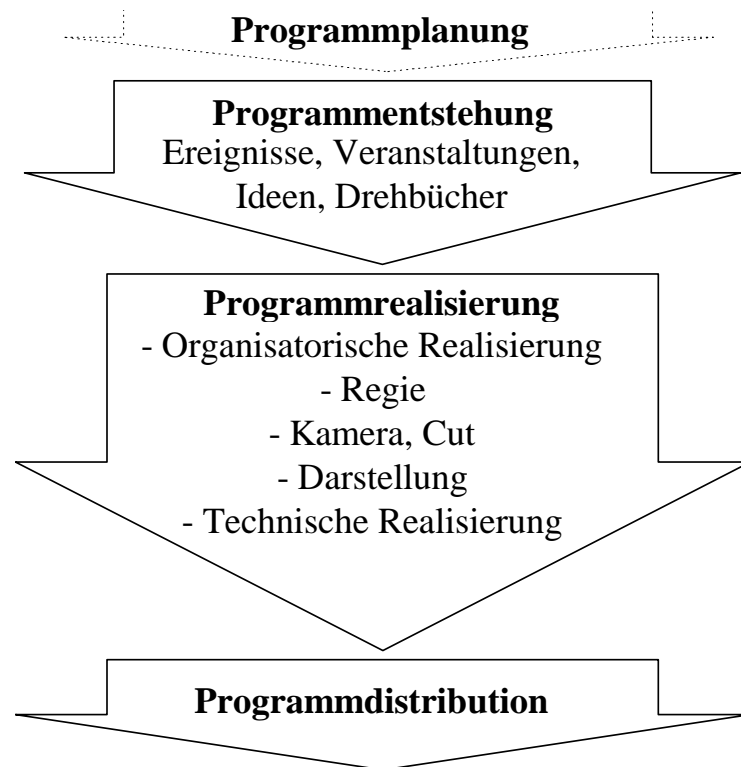 Programmplanung
Programmentstehung
Ereignisse, Veranstaltungen,
Ideen, Drehbücher
Programmrealisierung
- Organisatorische Realisierung
- Regie
- Kamera, Cut
- Darstellung
- Technische Realisierung
Programmdistribution